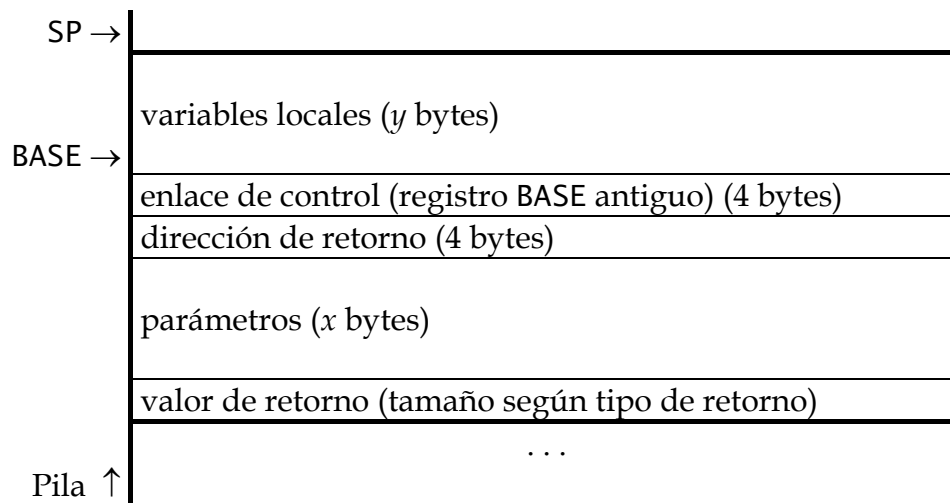 SP →
variables locales (y bytes)
BASE →
enlace de control (registro BASE antiguo) (4 bytes)
dirección de retorno (4 bytes)
parámetros (x bytes)
valor de retorno (tamaño según tipo de retorno)
. . .
Pila ↑